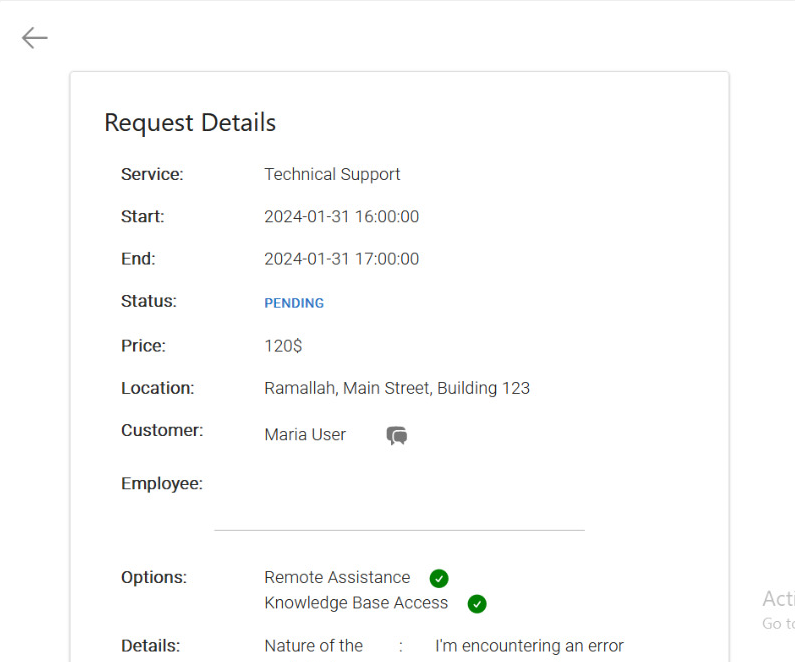 Request Details
Service: Technical Support
Start: 2024-01-31 16:00:00
End: 2024-01-31 17:00:00
Status: PENDING
Price: 120$
Location: Ramallah, Main Street, Building 123
Customer: Maria User
Employee:
Options: Remote Assistance
Knowledge Base Access
Acti
Go to
Details: Nature of the : I'm encountering an error